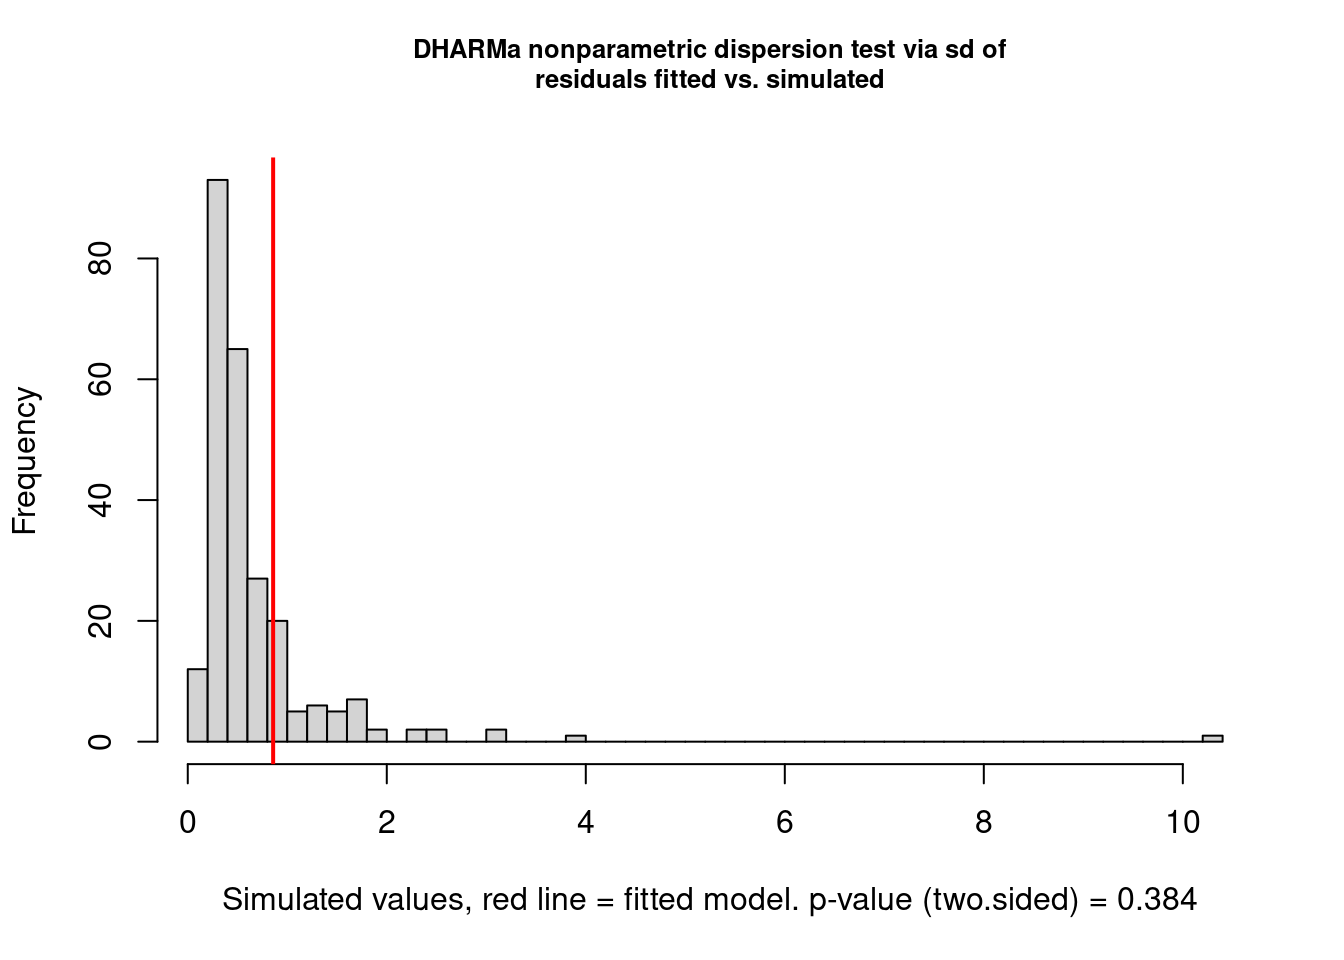 DHARMa nonparametric dispersion test via sd of
residuals fitted vs. simulated
Frequency
80
60
40
20
0
0 2 4 6 8 10
Simulated values, red line = fitted model. p-value (two.sided) = 0.384